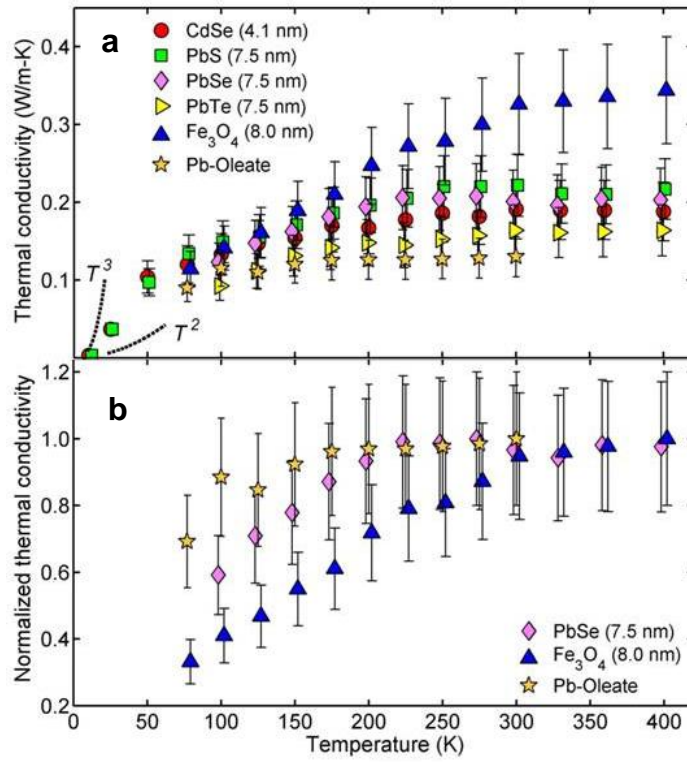 a
CdSe (4.1 nm)
PbS (7.5 nm)
PbSe (7.5 nm)
PbTe (7.5 nm)
Fe₃O₄ (8.0 nm)
Pb-Oleate
Thermal conductivity (W/m-K)
0.4
0.3
0.2
0.1
T³
T²
b
Normalized thermal conductivity
1.2
1.0
0.8
0.6
0.4
0.2
PbSe (7.5 nm)
Fe₃O₄ (8.0 nm)
Pb-Oleate
0 50 100 150 200 250 300 350 400
Temperature (K)